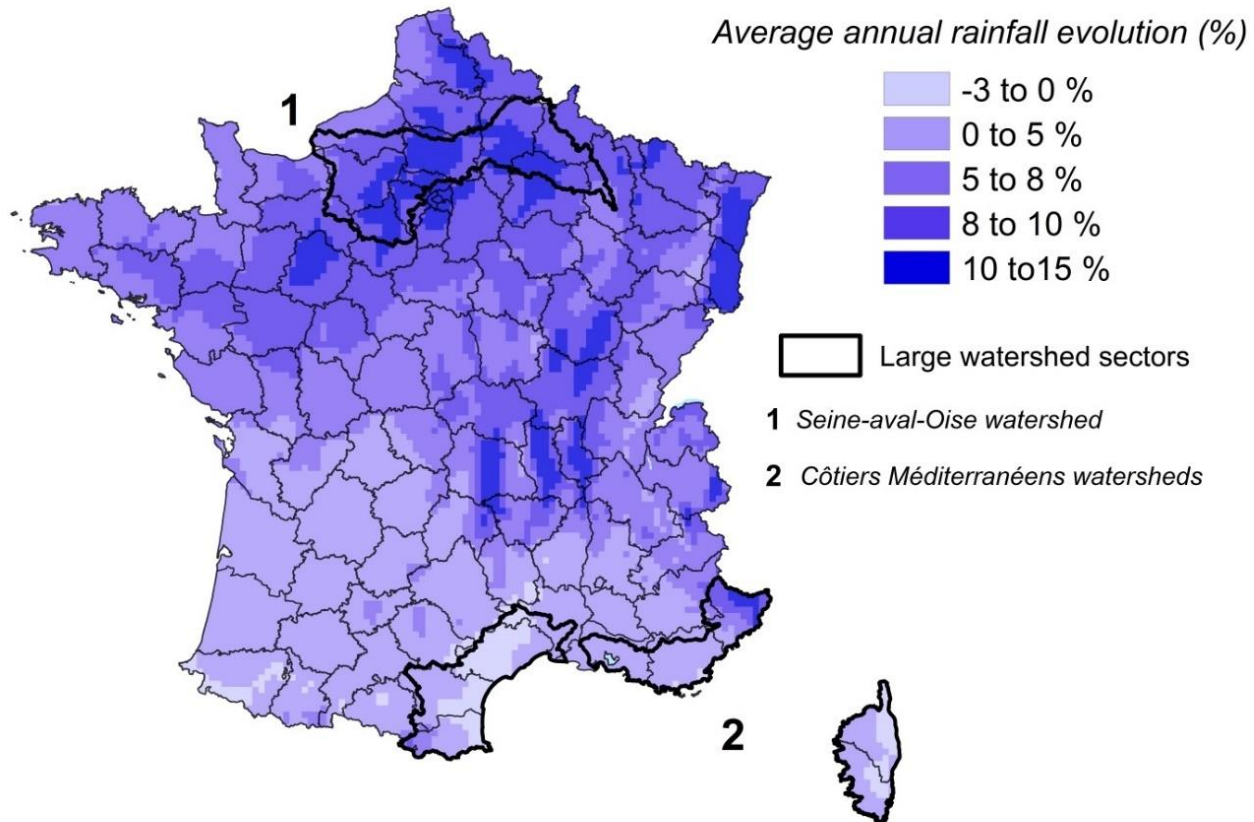 Average annual rainfall evolution (%)
-3 to 0 %
0 to 5 %
5 to 8 %
8 to 10 %
10 to15 %
Large watershed sectors
1 Seine-aval-Oise watershed
2 Côtiers Méditerranéens watersheds
1
2